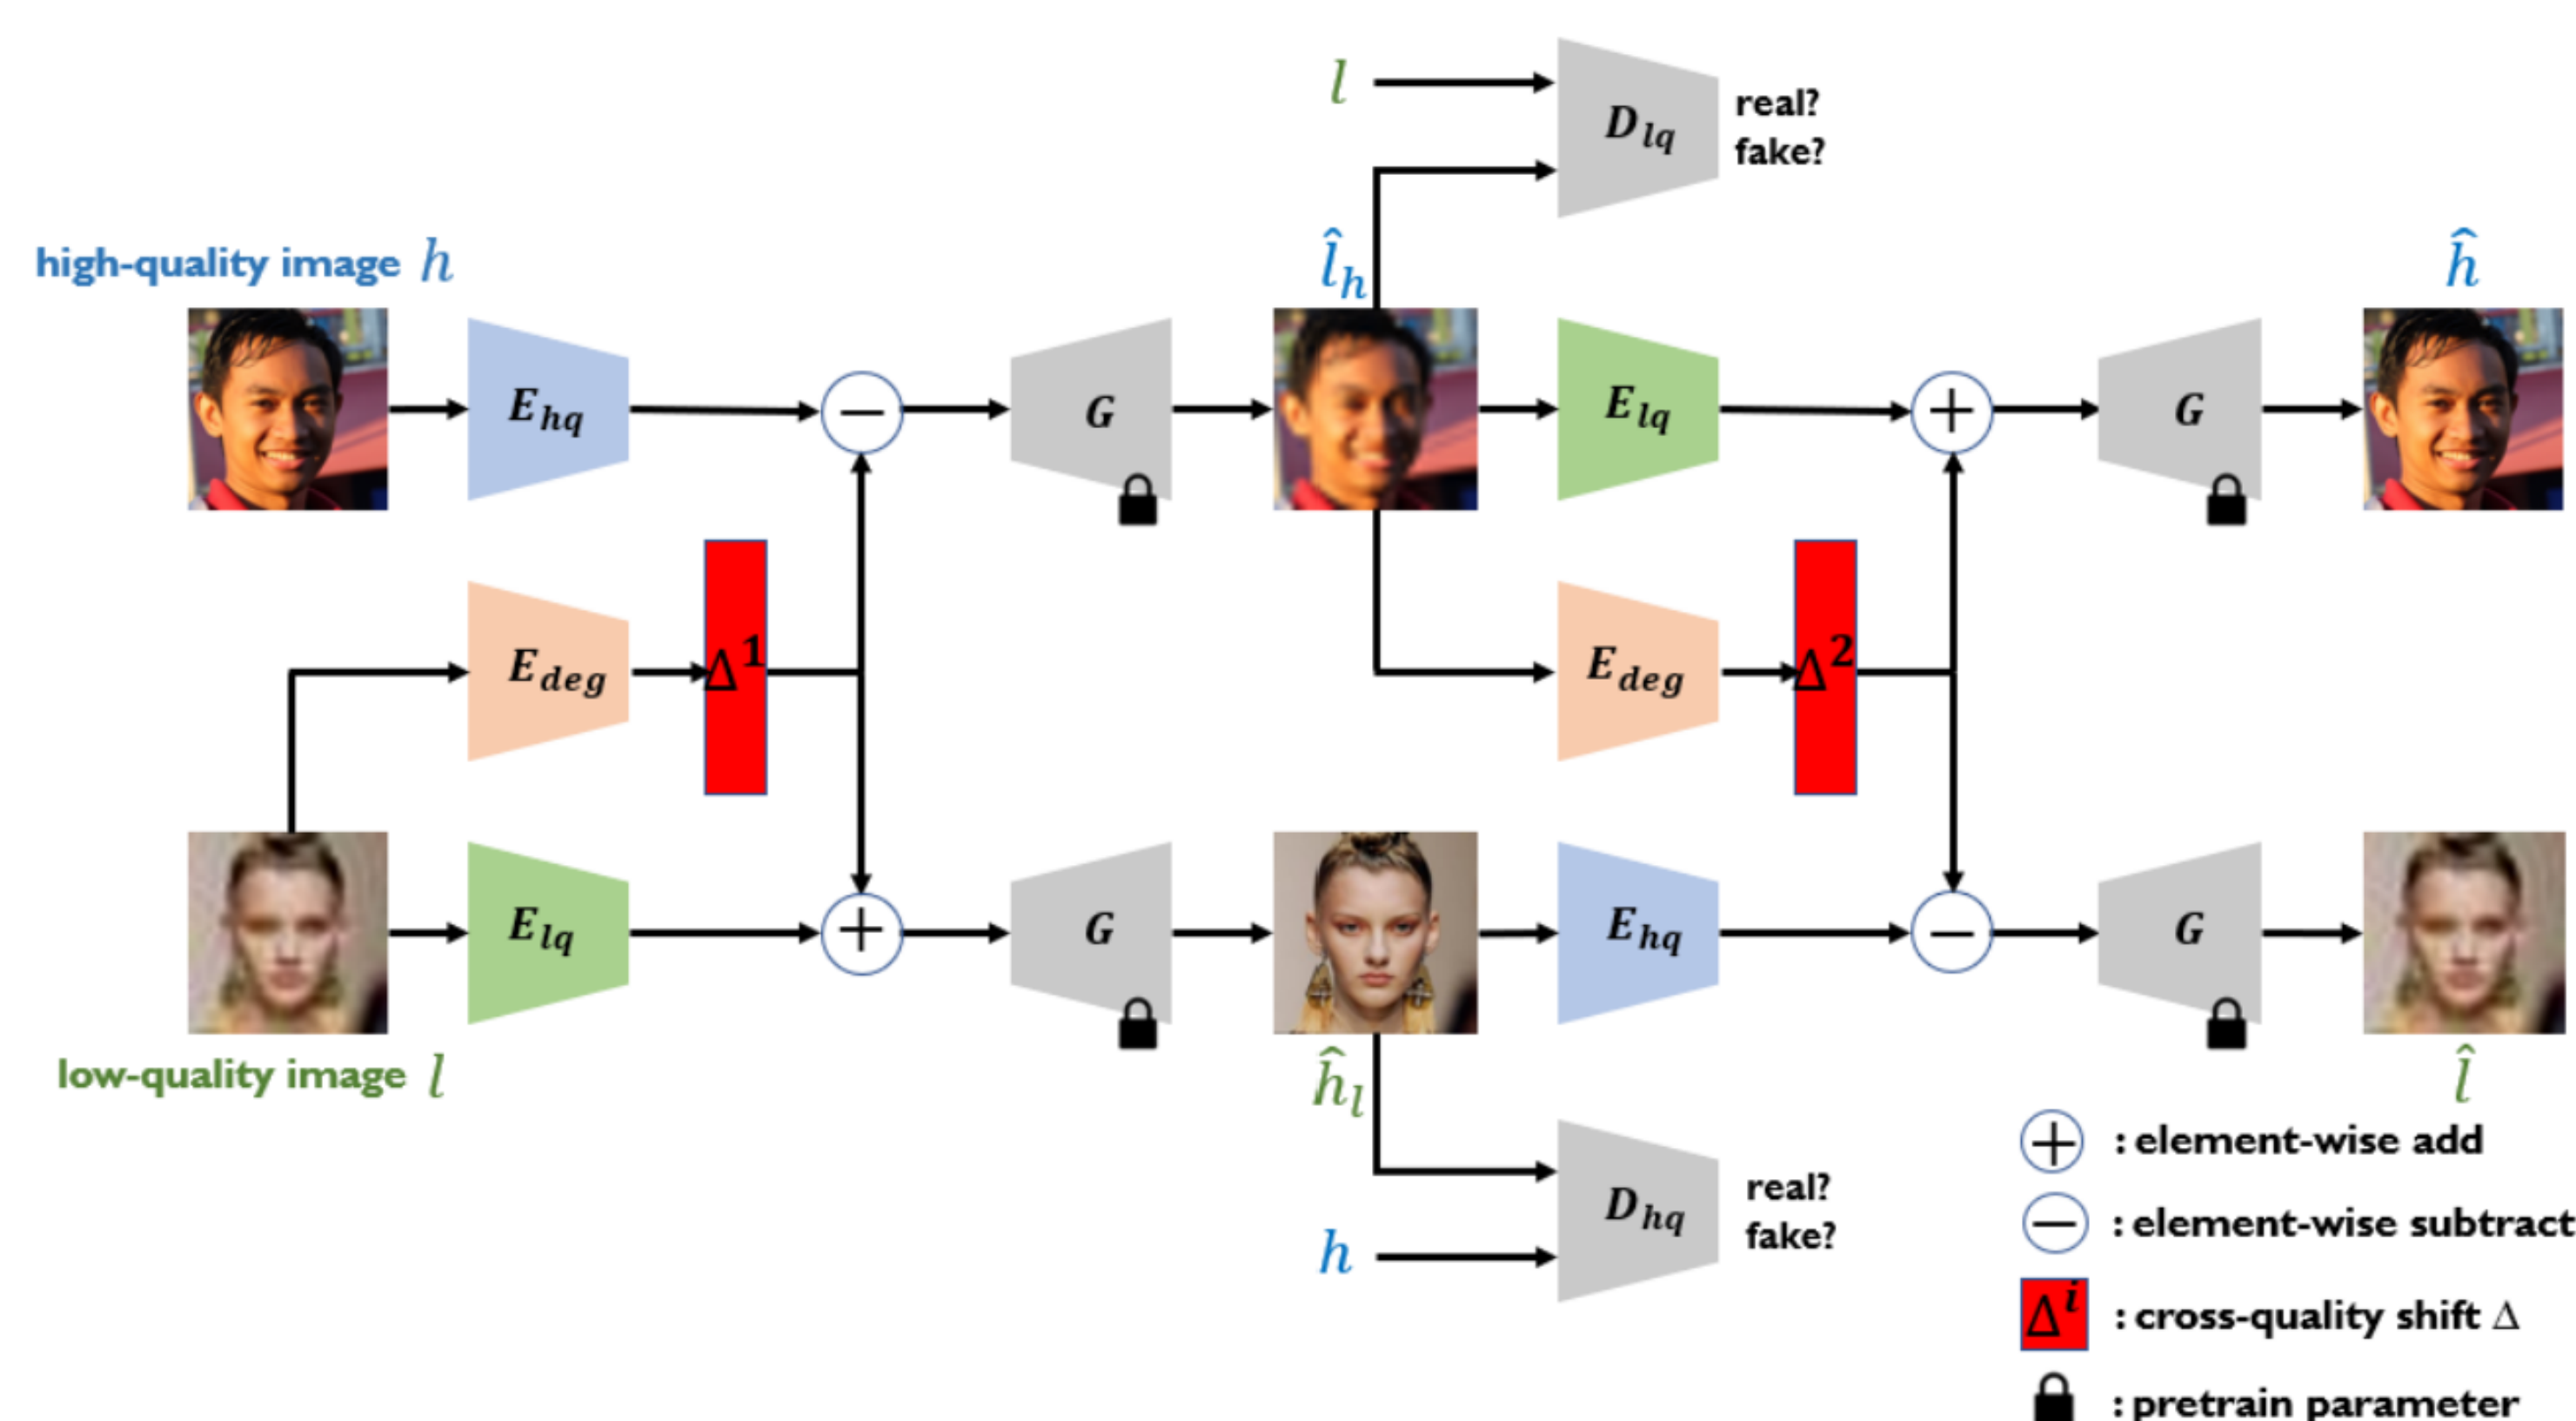 l
D_lq
real?
fake?
high-quality image h
l̂_h
ĥ
E_hq
−
G
E_lq
+
G
E_deg
Δ^1
E_deg
Δ^2
E_lq
+
G
E_hq
−
G
low-quality image l
ĥ_l
l̂
D_hq
real?
fake?
h
+ : element-wise add
− : element-wise subtract
Δ^i : cross-quality shift Δ
: pretrain parameter